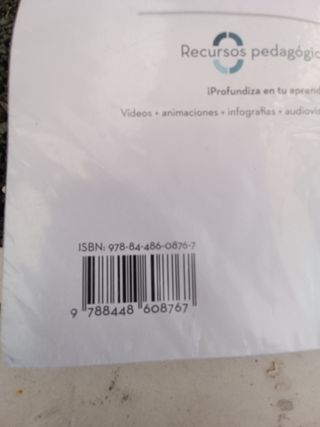 Recursos pedagógic
¡Profundiza en tu aprend
Vídeos • animaciones • infografías • audiovis
ISBN: 978-84-486-0876-7
9 788448 608767